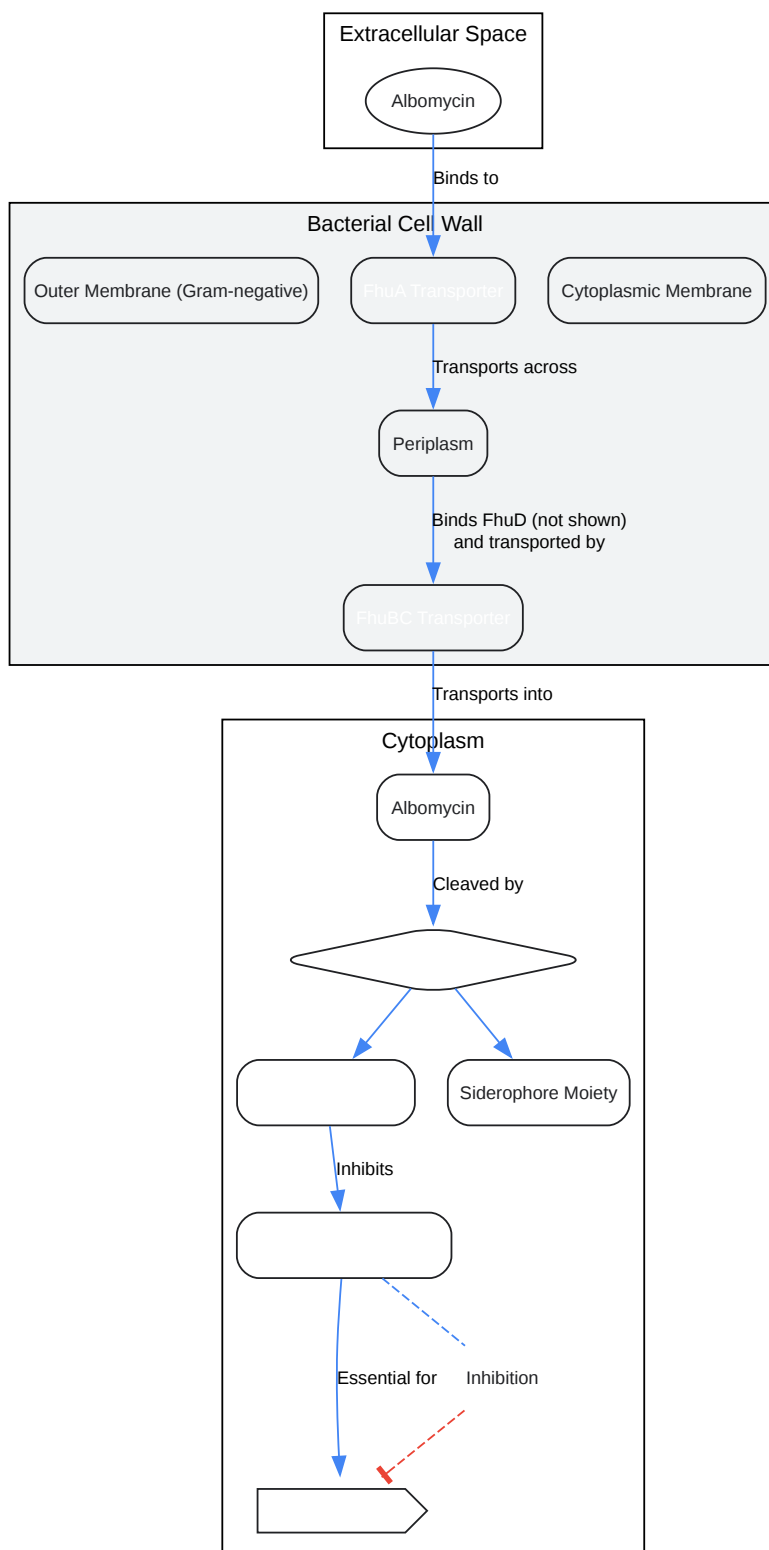 Extracellular Space
Albomycin
Binds to
Bacterial Cell Wall
Outer Membrane (Gram-negative)
FhuA Transporter
Cytoplasmic Membrane
Transports across
Periplasm
Binds FhuD (not shown)
and transported by
FhuBC Transporter
Transports into
Cytoplasm
Albomycin
Cleaved by
Siderophore Moiety
Inhibits
Essential for
Inhibition